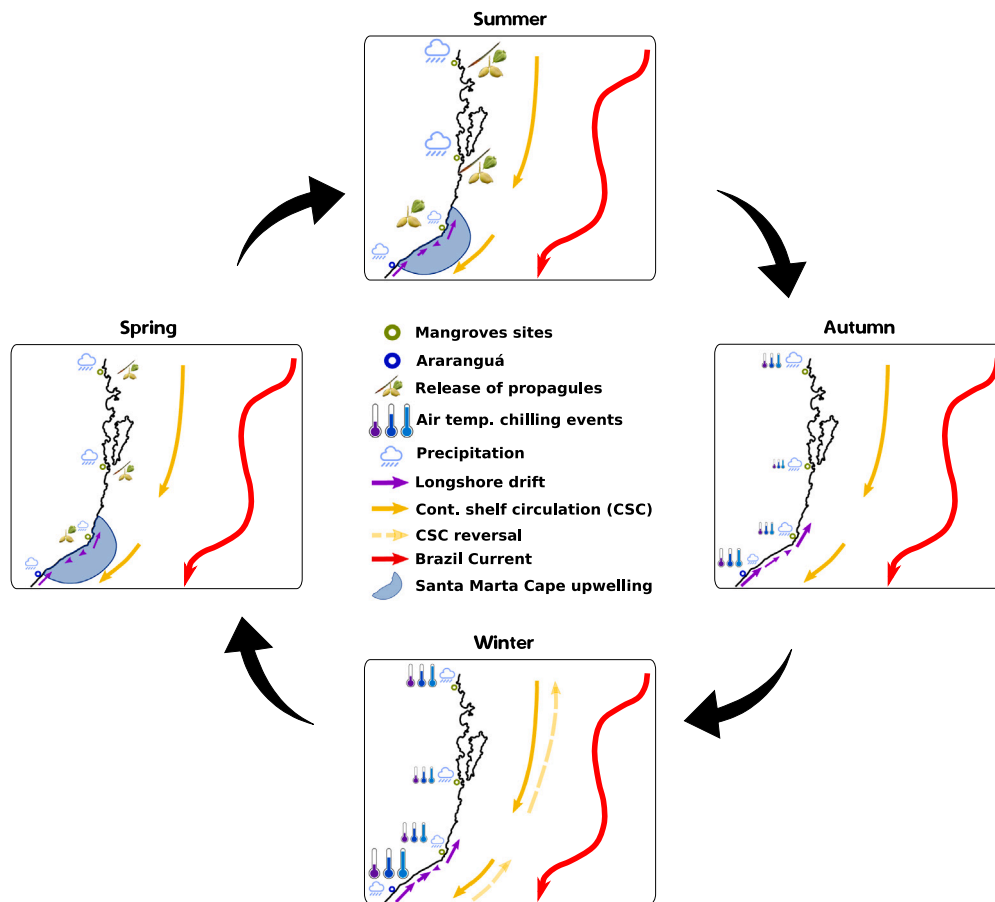 Summer
Spring
Autumn
Mangroves sites
Araranguá
Release of propagules
Air temp. chilling events
Precipitation
Longshore drift
Cont. shelf circulation (CSC)
CSC reversal
Brazil Current
Santa Marta Cape upwelling
Winter